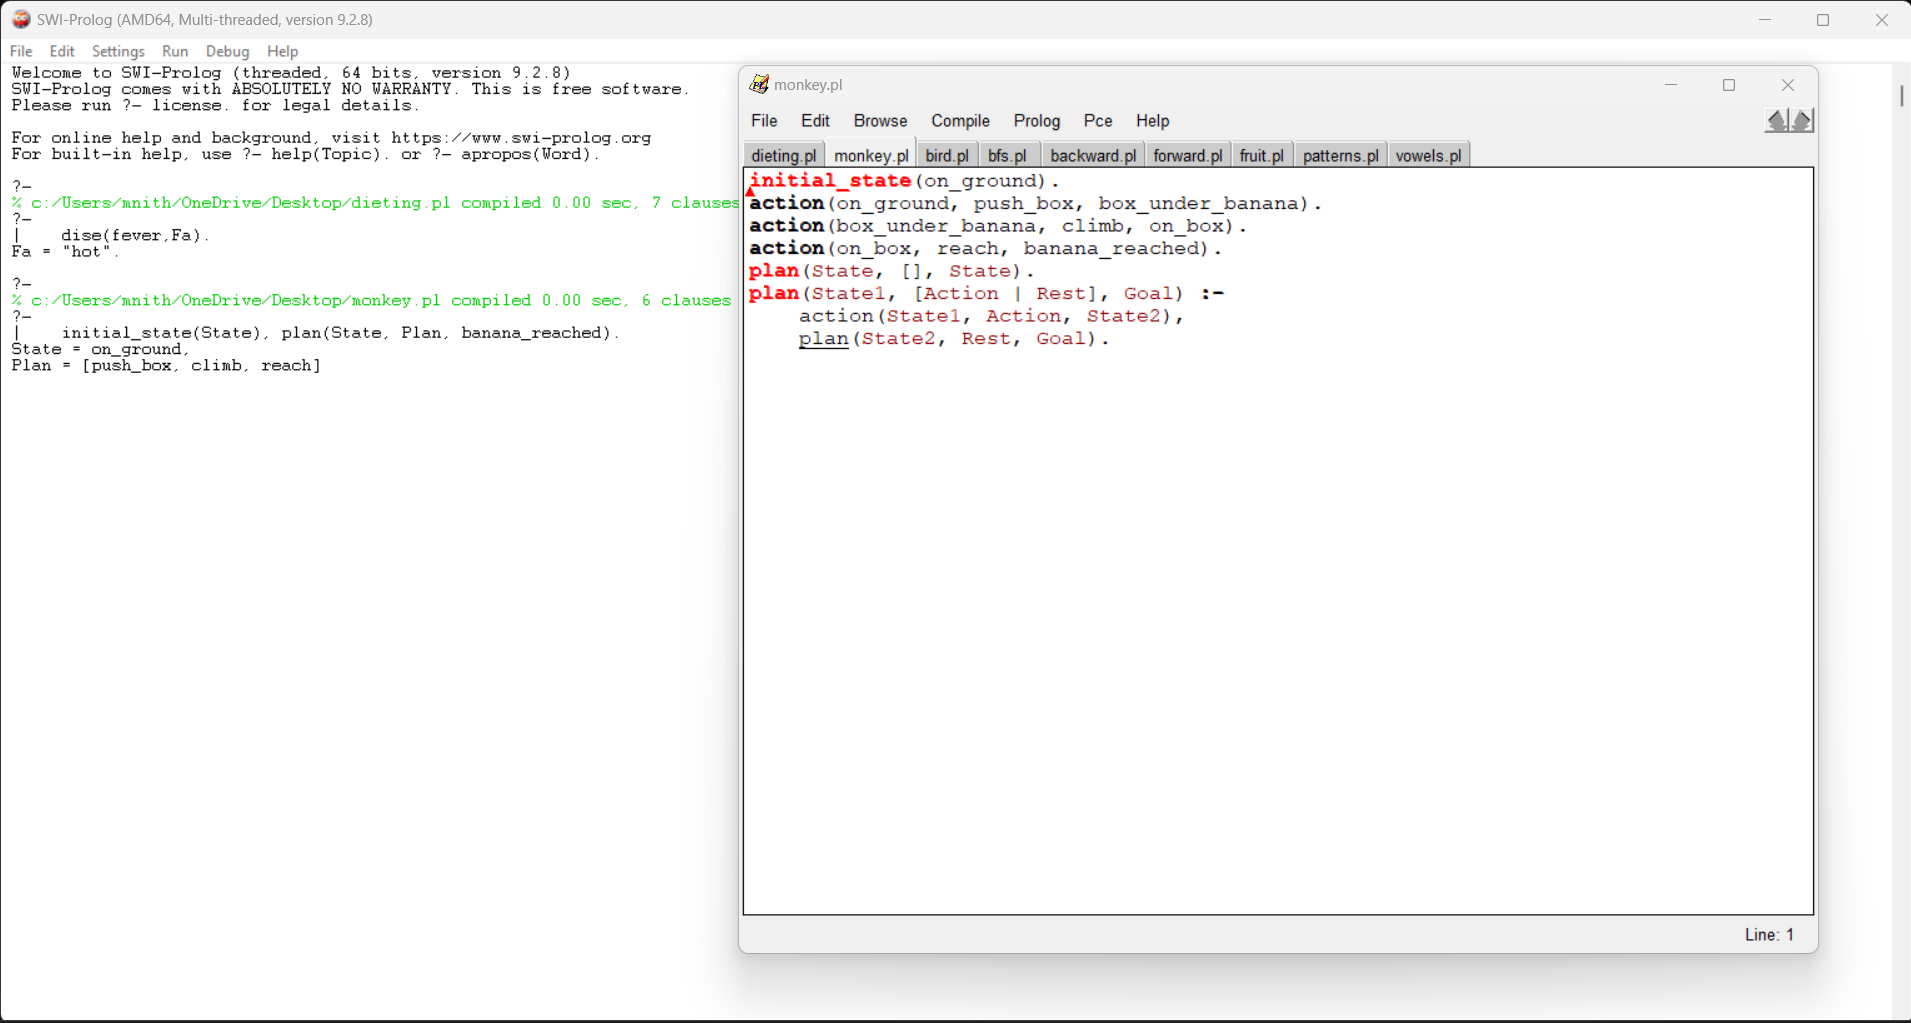 SWI-Prolog (AMD64, Multi-threaded, version 9.2.8)
File Edit Settings Run Debug Help
Welcome to SWI-Prolog (threaded, 64 bits, version 9.2.8)
SWI-Prolog comes with ABSOLUTELY NO WARRANTY. This is free software.
Please run ?- license. for legal details.
For online help and background, visit https://www.swi-prolog.org
For built-in help, use ?- help(Topic). or ?- apropos(Word).
?-
% c:/Users/mnith/OneDrive/Desktop/dieting.pl compiled 0.00 sec, 7 clauses
?-
|    dise(fever,Fa).
Fa = "hot".
?-
% c:/Users/mnith/OneDrive/Desktop/monkey.pl compiled 0.00 sec, 6 clauses
?-
|    initial_state(State), plan(State, Plan, banana_reached).
State = on_ground,
Plan = [push_box, climb, reach]
monkey.pl
File Edit Browse Compile Prolog Pce Help
dieting.pl monkey.pl bird.pl bfs.pl backward.pl forward.pl fruit.pl patterns.pl vowels.pl
initial_state(on_ground).
action(on_ground, push_box, box_under_banana).
action(box_under_banana, climb, on_box).
action(on_box, reach, banana_reached).
plan(State, [], State).
plan(State1, [Action | Rest], Goal) :-
    action(State1, Action, State2),
    plan(State2, Rest, Goal).
Line: 1